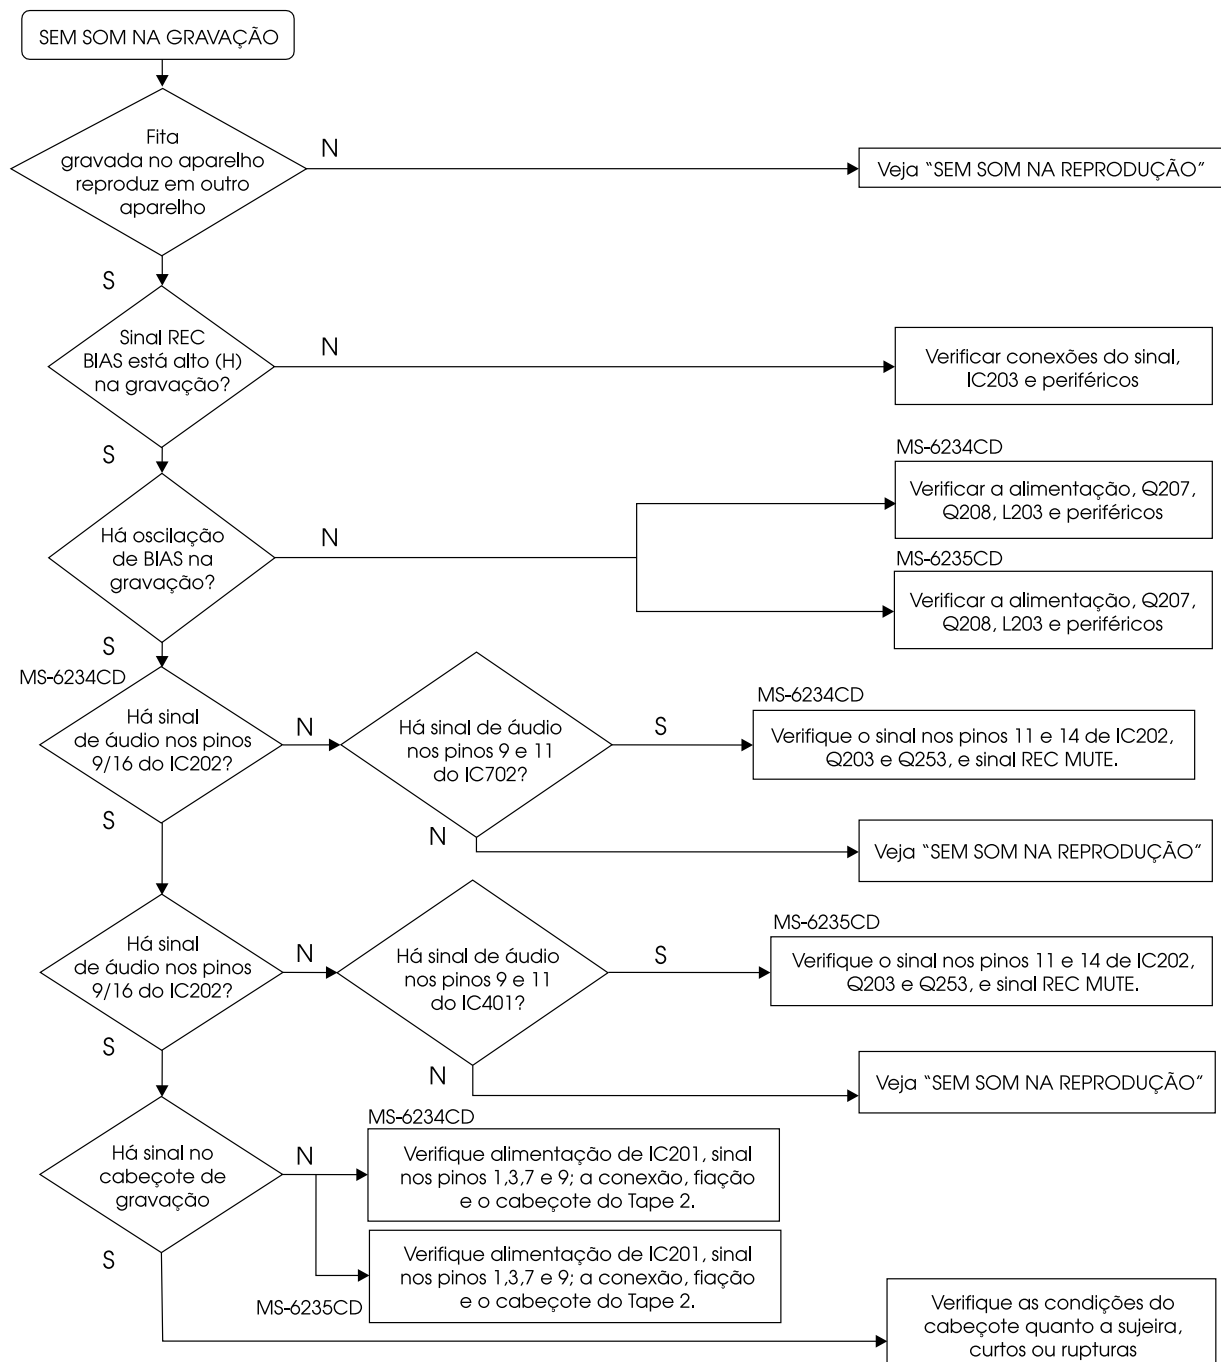 SEM SOM NA GRAVAÇÃO
Fita
gravada no aparelho
reproduz em outro
aparelho
N
Veja “SEM SOM NA REPRODUÇÃO“
S
Sinal REC
BIAS está alto (H)
na gravação?
N
Verificar conexões do sinal,
IC203 e periféricos
S
Há oscilação
de BIAS na
gravação?
N
MS-6234CD
Verificar a alimentação, Q207,
Q208, L203 e periféricos
MS-6235CD
Verificar a alimentação, Q207,
Q208, L203 e periféricos
S
MS-6234CD
Há sinal
de áudio nos pinos
9/16 do IC202?
N
Há sinal de áudio
nos pinos 9 e 11
do IC702?
S
MS-6234CD
Verifique o sinal nos pinos 11 e 14 de IC202,
Q203 e Q253, e sinal REC MUTE.
N
Veja “SEM SOM NA REPRODUÇÃO“
S
Há sinal
de áudio nos pinos
9/16 do IC202?
N
Há sinal de áudio
nos pinos 9 e 11
do IC401?
S
MS-6235CD
Verifique o sinal nos pinos 11 e 14 de IC202,
Q203 e Q253, e sinal REC MUTE.
N
Veja “SEM SOM NA REPRODUÇÃO“
S
Há sinal no
cabeçote de
gravação
N
MS-6234CD
Verifique alimentação de IC201, sinal
nos pinos 1,3,7 e 9; a conexão, fiação
e o cabeçote do Tape 2.
MS-6235CD
Verifique alimentação de IC201, sinal
nos pinos 1,3,7 e 9; a conexão, fiação
e o cabeçote do Tape 2.
S
Verifique as condições do
cabeçote quanto a sujeira,
curtos ou rupturas